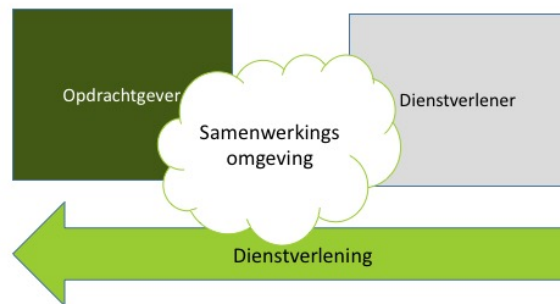 Opdrachtgever
Dienstverlener
Samenwerkings
omgeving
Dienstverlening